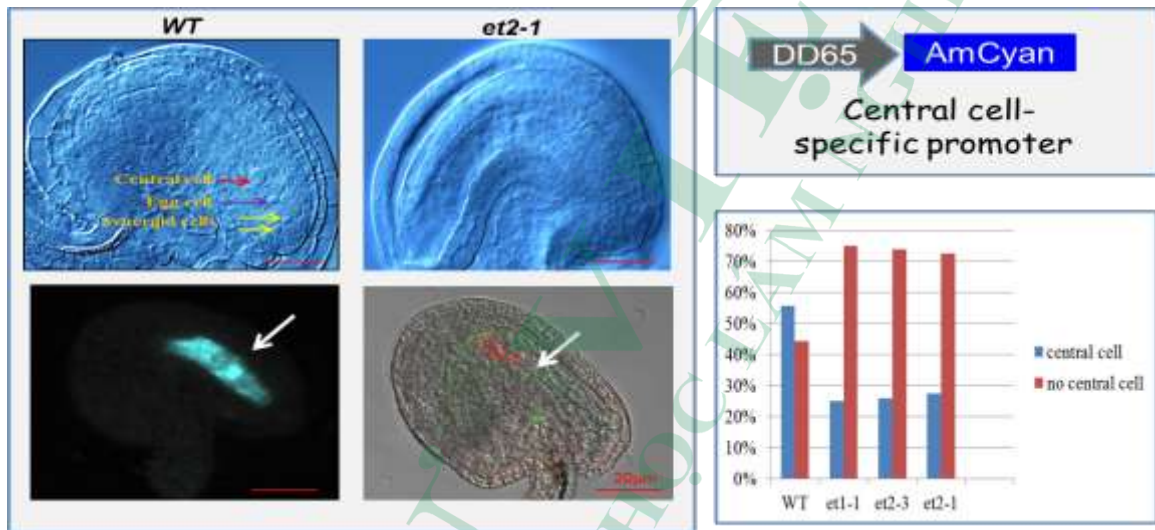 WT
et2-1
Central cell
Egg cell
Synergid cells
20μm
DD65
AmCyan
Central cell-
specific promoter
80%
70%
60%
50%
40%
30%
20%
10%
0%
WT
et1-1
et2-3
et2-1
central cell
no central cell